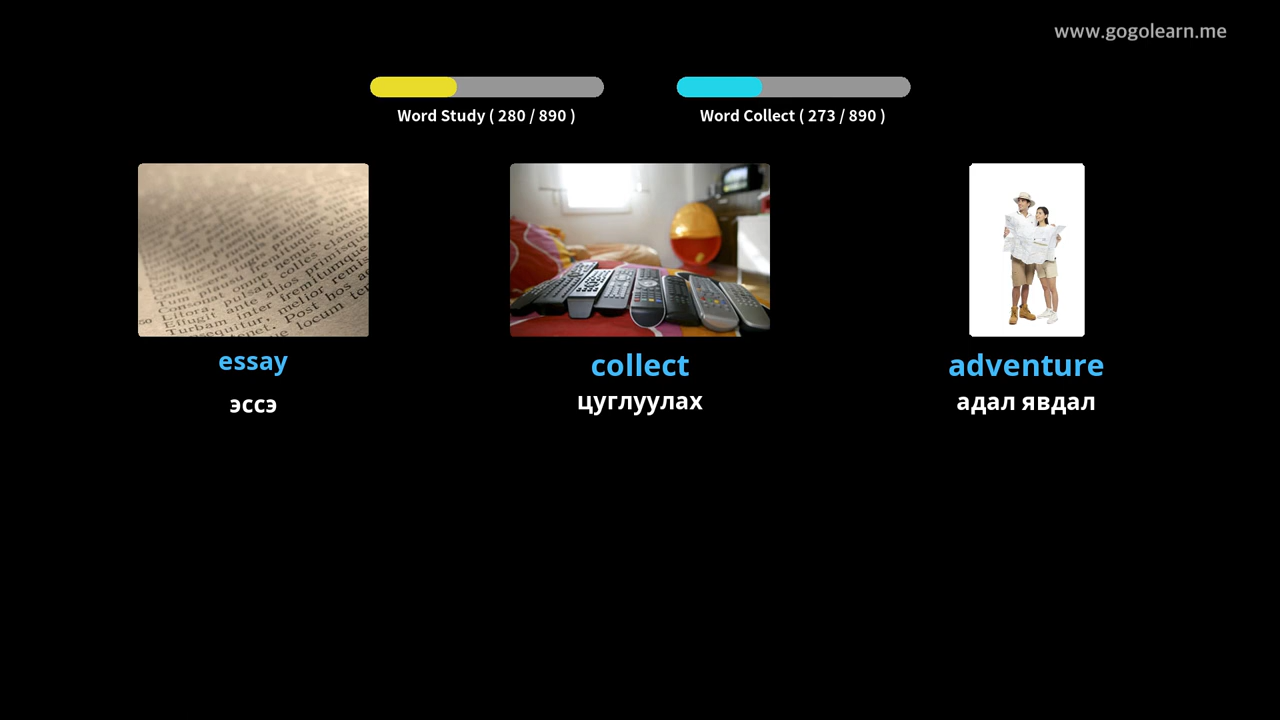 www.gogolearn.me
Word Study ( 280 / 890 )
Word Collect ( 273 / 890 )
essay
collect
adventure
эссэ
цуглуулах
адал явдал